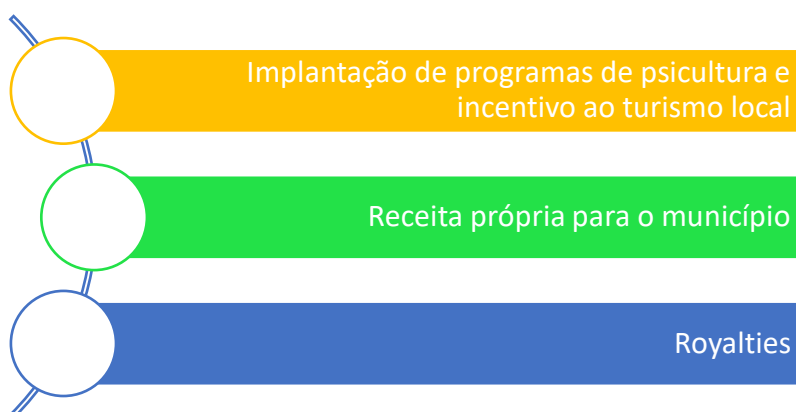 Implantação de programas de psicultura e
incentivo ao turismo local
Receita própria para o município
Royalties